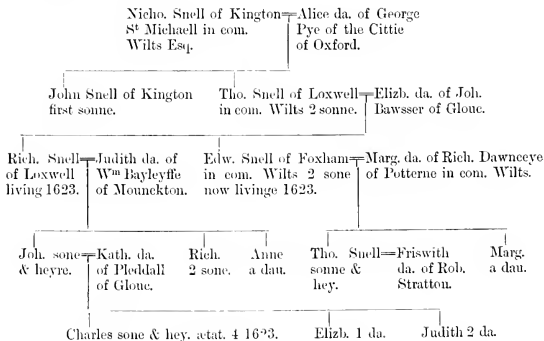 Nicho. Snell of Kington=Alice da. of George
St Michaell in com. Pye of the Cittie
Wilts Esq. of Oxford.
John Snell of Kington Tho. Snell of Loxwell=Elizb. da. of Joh.
first sonne. in com. Wilts 2 sonne. Bawsser of Glouc.
Rich. Snell=Judith da. of Edw. Snell of Foxham=Marg. da. of Rich. Dawnceye
of Loxwell Wm Bayleyffe in com. Wilts 2 sone of Potterne in com. Wilts.
living 1623. of Mounckton. now livinge 1623.
Joh. sone=Kath. da. Rich. Anne Tho. Snell=Friswith Marg.
& heyre. of Pleddall 2 sone. a dau. sonne & da. of Rob. a dau.
of Glouc. hey. Stratton.
Charles sone & hey. ætat. 4 1623. Elizb. 1 da. Judith 2 da.